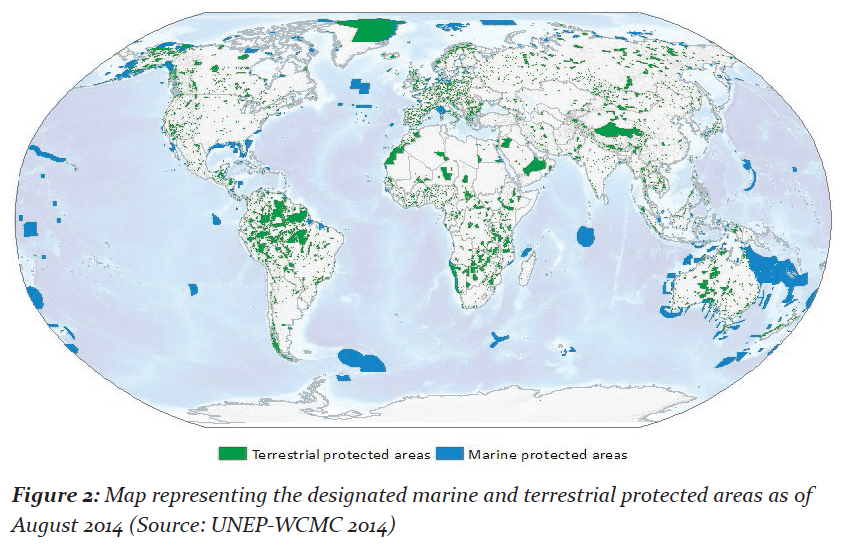 Terrestrial protected areas Marine protected areas
Figure 2: Map representing the designated marine and terrestrial protected areas as of
August 2014 (Source: UNEP-WCMC 2014)